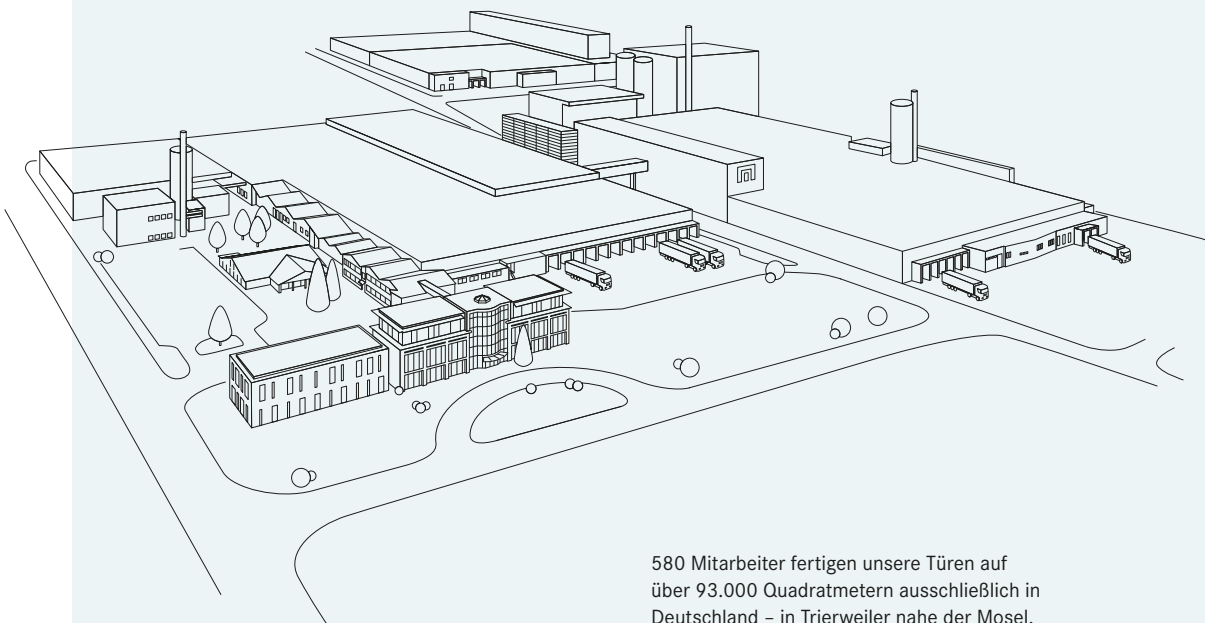 580 Mitarbeiter fertigen unsere Türen auf
über 93.000 Quadratmetern ausschließlich in
Deutschland – in Trierweiler nahe der Mosel.